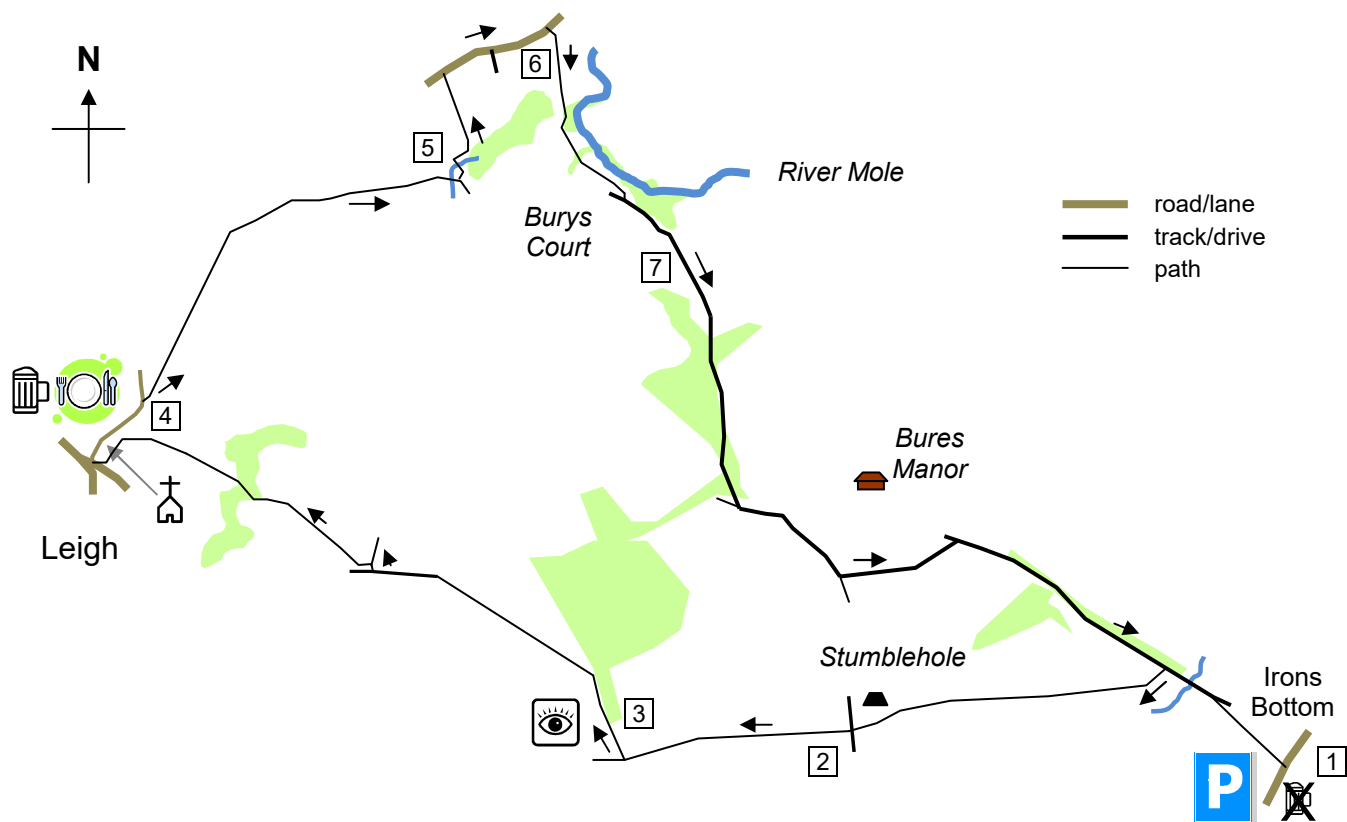 N
6
5
River Mole
Burys
Court
road/lane
track/drive
path
7
4
Bures
Manor
Leigh
Stumblehole
Irons
Bottom
3
2
1
P